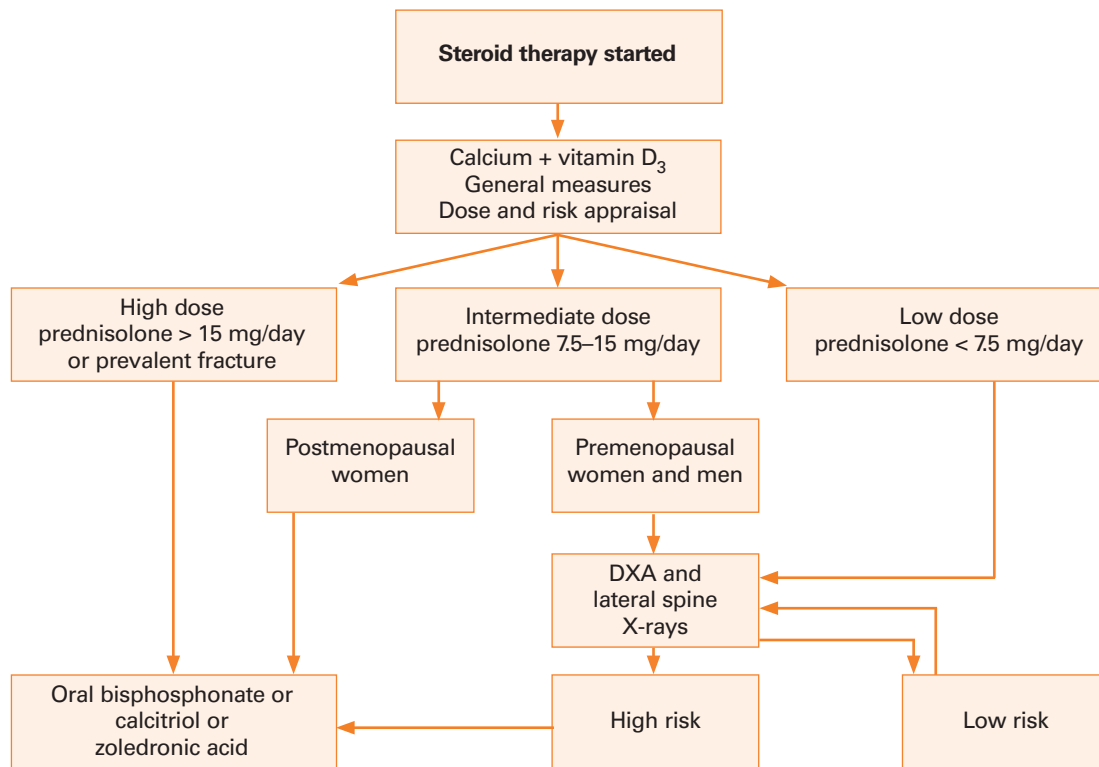 Steroid therapy started
Calcium + vitamin D₃
General measures
Dose and risk appraisal
High dose
prednisolone > 15 mg/day
or prevalent fracture
Intermediate dose
prednisolone 7.5–15 mg/day
Low dose
prednisolone < 7.5 mg/day
Postmenopausal
women
Premenopausal
women and men
DXA and
lateral spine
X-rays
Oral bisphosphonate or
calcitriol or
zoledronic acid
High risk
Low risk